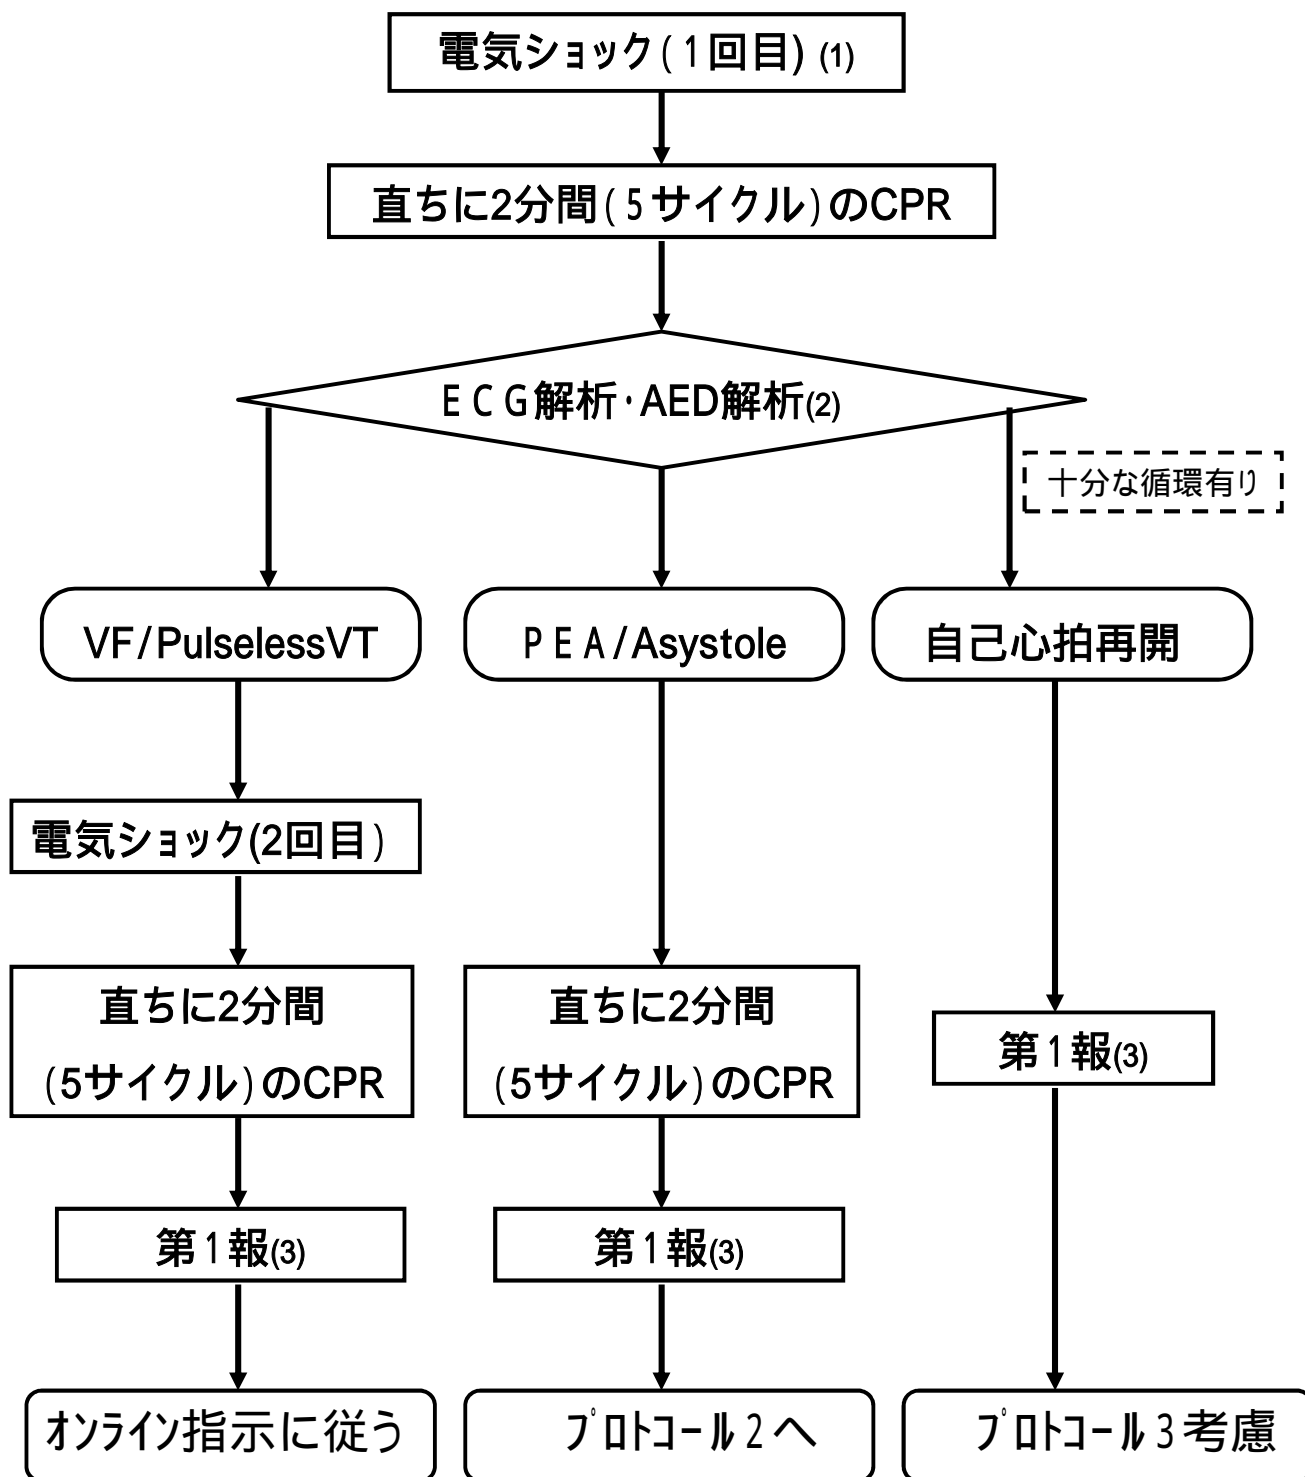 電気ショック(1回目) (1)
直ちに2分間(5サイクル)のCPR
ECG解析・AED解析(2)
十分な循環有り
VF/PulselessVT
PEA/Asystole
自己心拍再開
電気ショック(2回目)
直ちに2分間
(5サイクル)のCPR
直ちに2分間
(5サイクル)のCPR
第1報(3)
第1報(3)
第1報(3)
オンライン指示に従う
プロトコール2へ
プロトコール3考慮